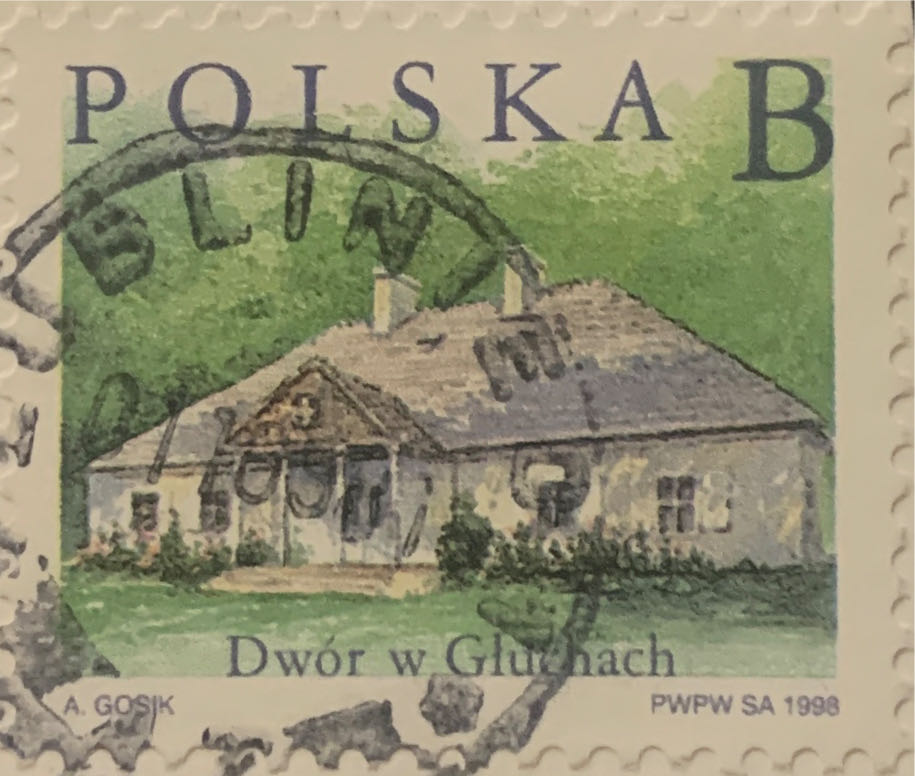 POLSKA B
Dwór w Głuchach
A. GOSIK
PWPW SA 1998